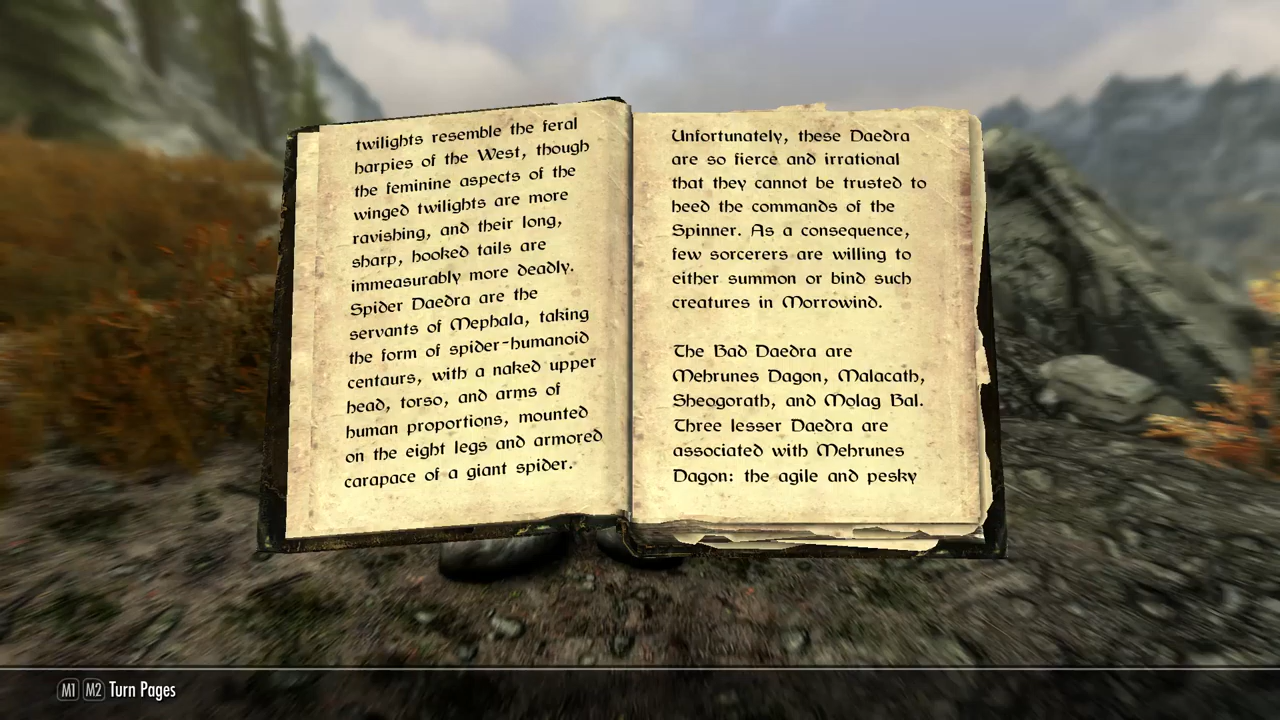 twilights resemble the feral
harpies of the West, though
the feminine aspects of the
winged twilights are more
ravishing, and their long,
sharp, hooked tails are
immeasurably more deadly.
Spider Daedra are the
servants of Mephala, taking
the form of spider-humanoid
centaurs, with a naked upper
head, torso, and arms of
human proportions, mounted
on the eight legs and armored
carapace of a giant spider.
Unfortunately, these Daedra
are so fierce and irrational
that they cannot be trusted to
heed the commands of the
Spinner. As a consequence,
few sorcerers are willing to
either summon or bind such
creatures in Morrowind.
The Bad Daedra are
Mehrunes Dagon, Malacath,
Sheogorath, and Molag Bal.
Three lesser Daedra are
associated with Mehrunes
Dagon: the agile and pesky
M1 M2 Turn Pages